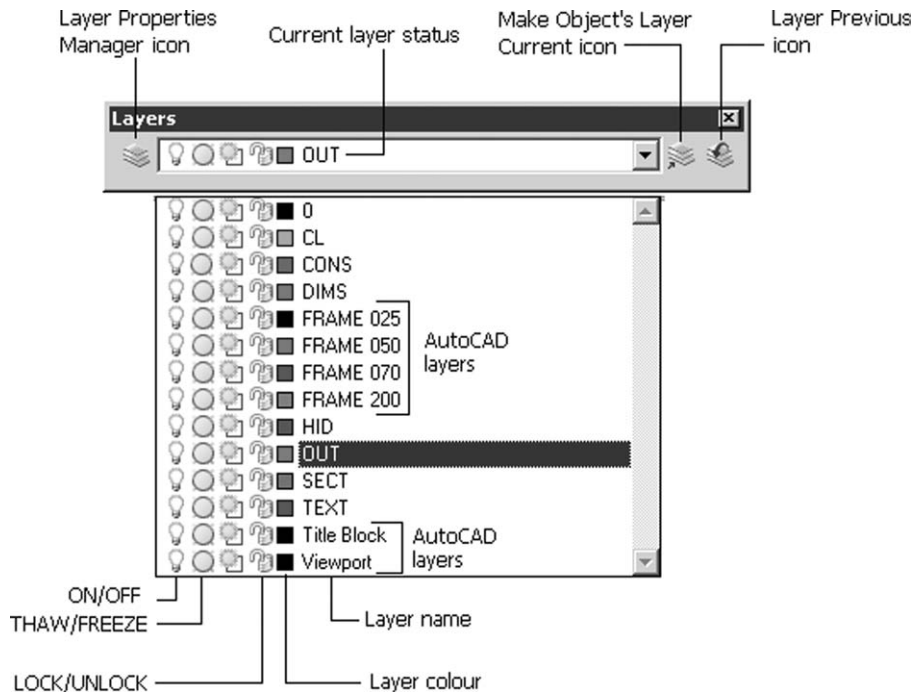 Layer Properties
Manager icon
Current layer status
Make Object's Layer
Current icon
Layer Previous
icon
Layers
OUT
0
CL
CONS
DIMS
FRAME 025
FRAME 050
FRAME 070
FRAME 200
AutoCAD
layers
HID
OUT
SECT
TEXT
Title Block
Viewport
AutoCAD
layers
ON/OFF
THAW/FREEZE
LOCK/UNLOCK
Layer name
Layer colour